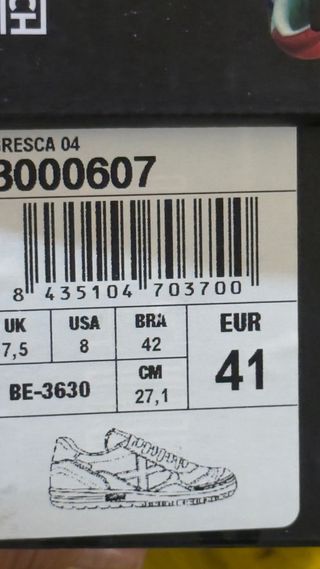 RESCA 04
3000607
8 435104 703700
UK USA BRA EUR
7,5 8 42 41
BE-3630 CM
27,1